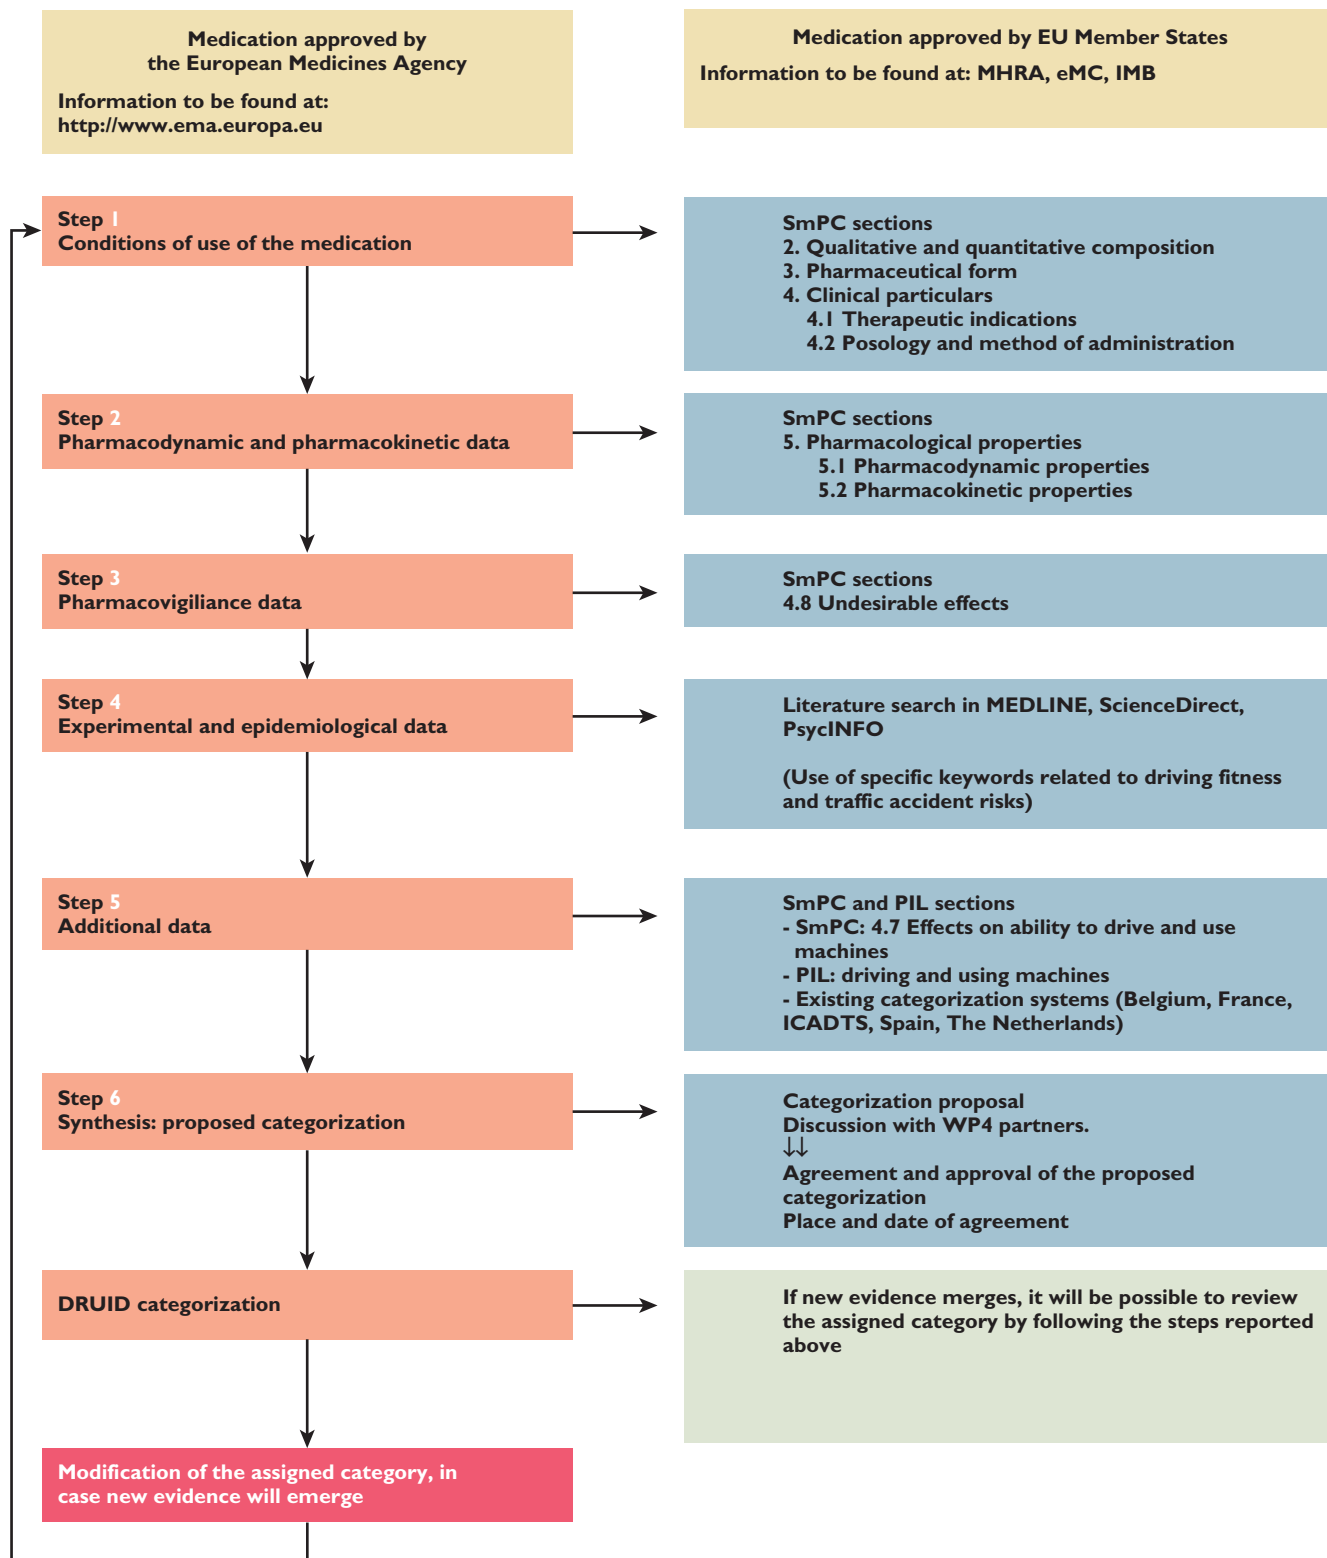 Medication approved by
the European Medicines Agency
Information to be found at:
http://www.ema.europa.eu
Medication approved by EU Member States
Information to be found at: MHRA, eMC, IMB
Step 1
Conditions of use of the medication
SmPC sections
2. Qualitative and quantitative composition
3. Pharmaceutical form
4. Clinical particulars
4.1 Therapeutic indications
4.2 Posology and method of administration
Step 2
Pharmacodynamic and pharmacokinetic data
SmPC sections
5. Pharmacological properties
5.1 Pharmacodynamic properties
5.2 Pharmacokinetic properties
Step 3
Pharmacovigiliance data
SmPC sections
4.8 Undesirable effects
Step 4
Experimental and epidemiological data
Literature search in MEDLINE, ScienceDirect,
PsycINFO
(Use of specific keywords related to driving fitness
and traffic accident risks)
Step 5
Additional data
SmPC and PIL sections
- SmPC: 4.7 Effects on ability to drive and use
machines
- PIL: driving and using machines
- Existing categorization systems (Belgium, France,
ICADTS, Spain, The Netherlands)
Step 6
Synthesis: proposed categorization
Categorization proposal
Discussion with WP4 partners.
↓↓
Agreement and approval of the proposed
categorization
Place and date of agreement
DRUID categorization
If new evidence merges, it will be possible to review
the assigned category by following the steps reported
above
Modification of the assigned category, in
case new evidence will emerge